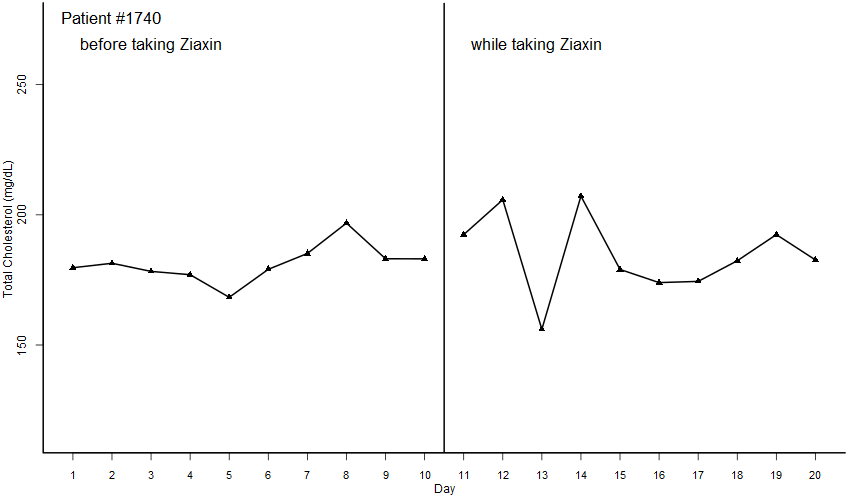 Patient #1740
before taking Ziaxin
while taking Ziaxin
Total Cholesterol (mg/dL)
250
200
150
1 2 3 4 5 6 7 8 9 10 11 12 13 14 15 16 17 18 19 20
Day